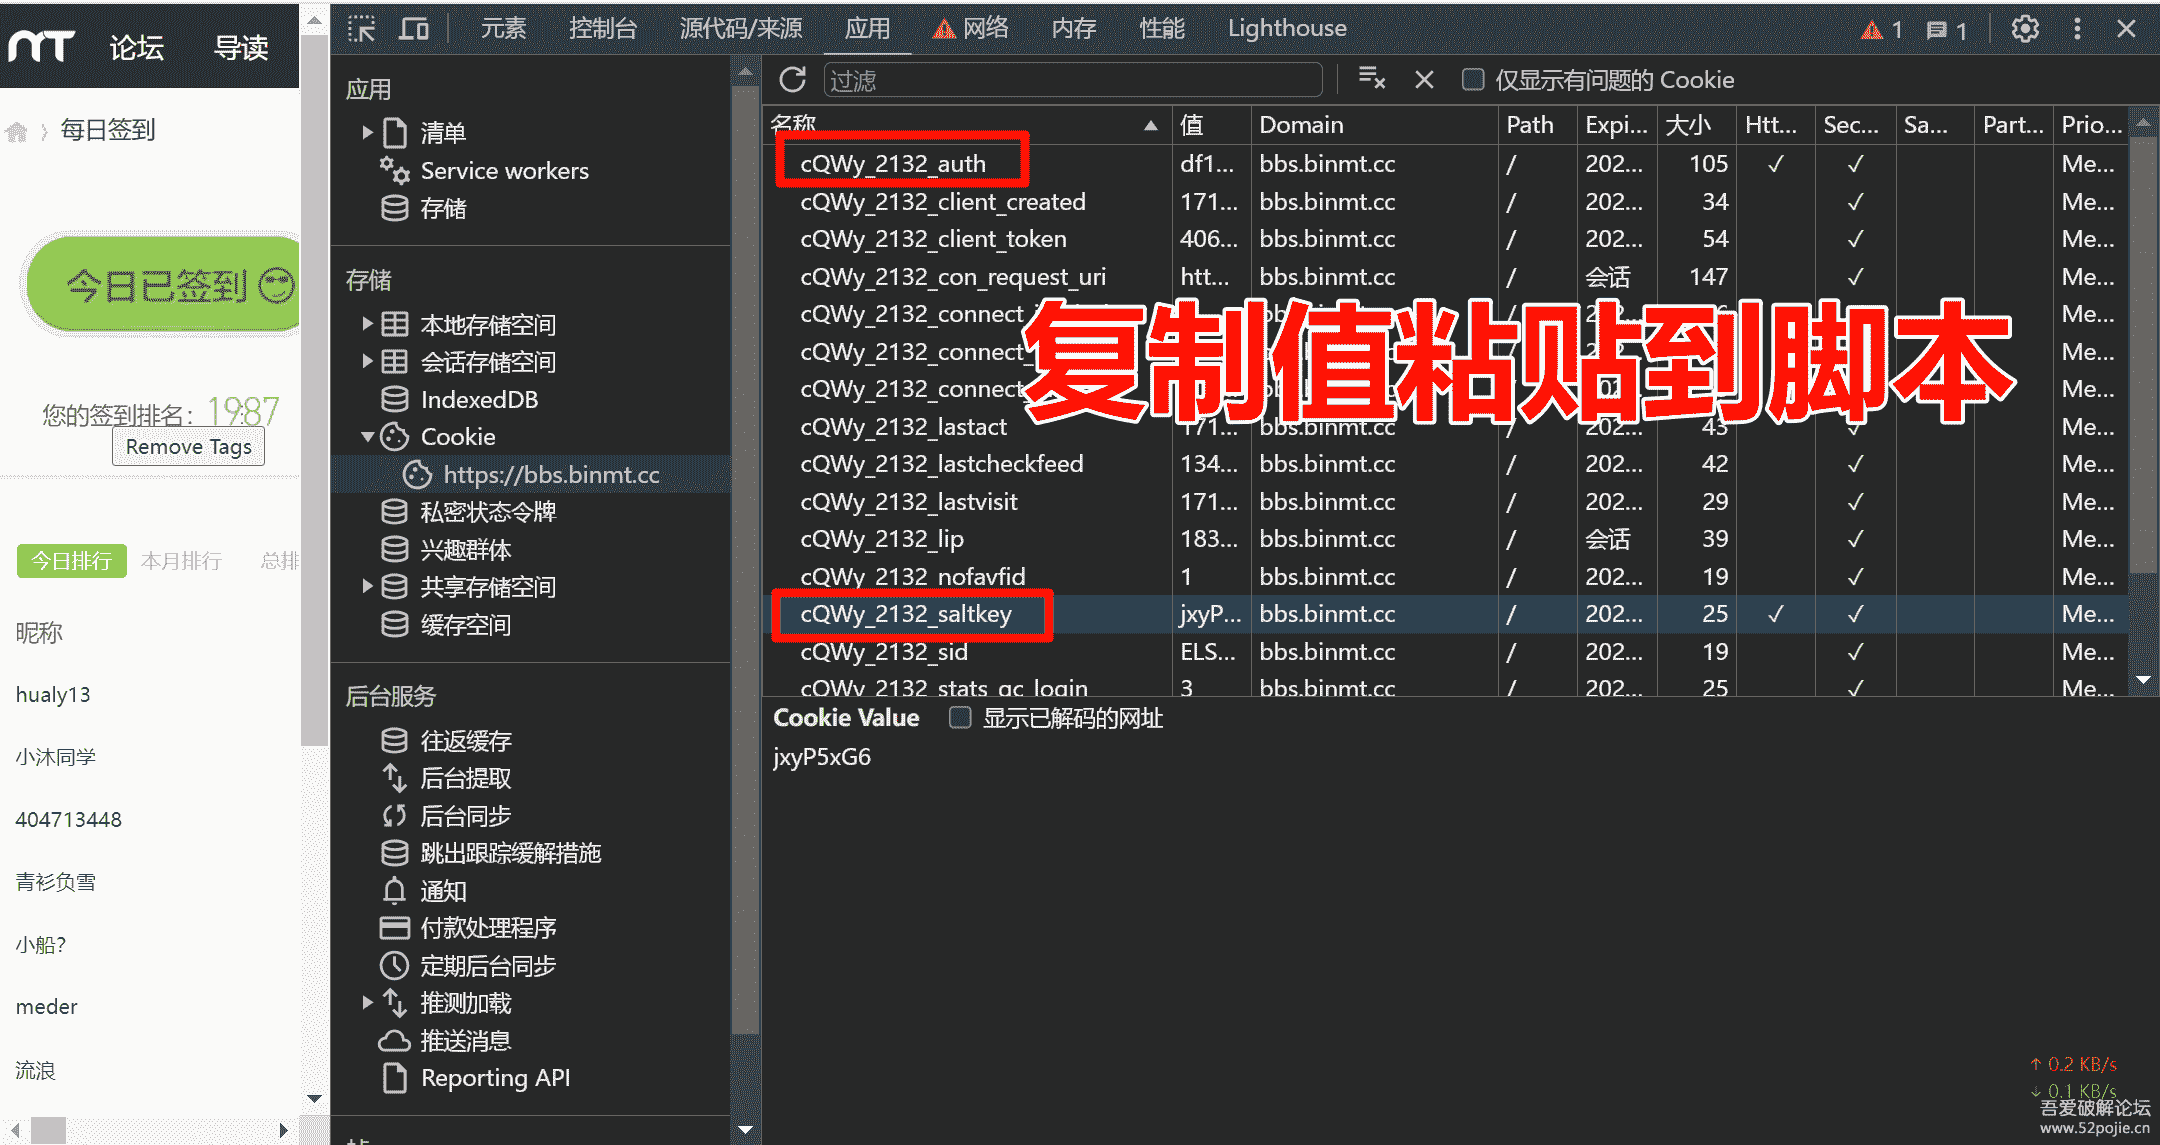 MT 论坛 导读
每日签到
今日已签到
您的签到排名：1987
Remove Tags
今日排行 本月排行 总排
昵称
hualy13
小沐同学
404713448
青衫负雪
小船?
meder
流浪
元素 控制台 源代码/来源 应用 网络 内存 性能 Lighthouse 1 1
应用
清单
Service workers
存储
存储
本地存储空间
会话存储空间
IndexedDB
Cookie
https://bbs.binmt.cc
私密状态令牌
兴趣群体
共享存储空间
缓存空间
后台服务
往返缓存
后台提取
后台同步
跳出跟踪缓解措施
通知
付款处理程序
定期后台同步
推测加载
推送消息
Reporting API
过滤 仅显示有问题的 Cookie
名称 值 Domain Path Expi... 大小 Htt... Sec... Sa... Part... Prio...
cQWy_2132_auth df1... bbs.binmt.cc / 202... 105 ✓ ✓ Me...
cQWy_2132_client_created 171... bbs.binmt.cc / 202... 34 ✓ Me...
cQWy_2132_client_token 406... bbs.binmt.cc / 202... 54 ✓ Me...
cQWy_2132_con_request_uri htt... bbs.binmt.cc / 会话 147 ✓ Me...
cQWy_2132_connect Me...
cQWy_2132_connect_ Me...
cQWy_2132_connect Me...
复制值粘贴到脚本
cQWy_2132_lastact 171... bbs.binmt.cc / 202... 43 ✓ Me...
cQWy_2132_lastcheckfeed 134... bbs.binmt.cc / 202... 42 ✓ Me...
cQWy_2132_lastvisit 171... bbs.binmt.cc / 202... 29 ✓ Me...
cQWy_2132_lip 183... bbs.binmt.cc / 会话 39 ✓ Me...
cQWy_2132_nofavfid 1 bbs.binmt.cc / 202... 19 ✓ Me...
cQWy_2132_saltkey jxyP... bbs.binmt.cc / 202... 25 ✓ ✓ Me...
cQWy_2132_sid ELS... bbs.binmt.cc / 202... 19 ✓ Me...
cQWy_2132_stats_qc_login 3 bbs.binmt.cc / 202... 25 ✓ Me...
Cookie Value 显示已解码的网址
jxyP5xG6
↑ 0.2 KB/s
↓ 0.1 KB/s
吾爱破解论坛
www.52pojie.cn